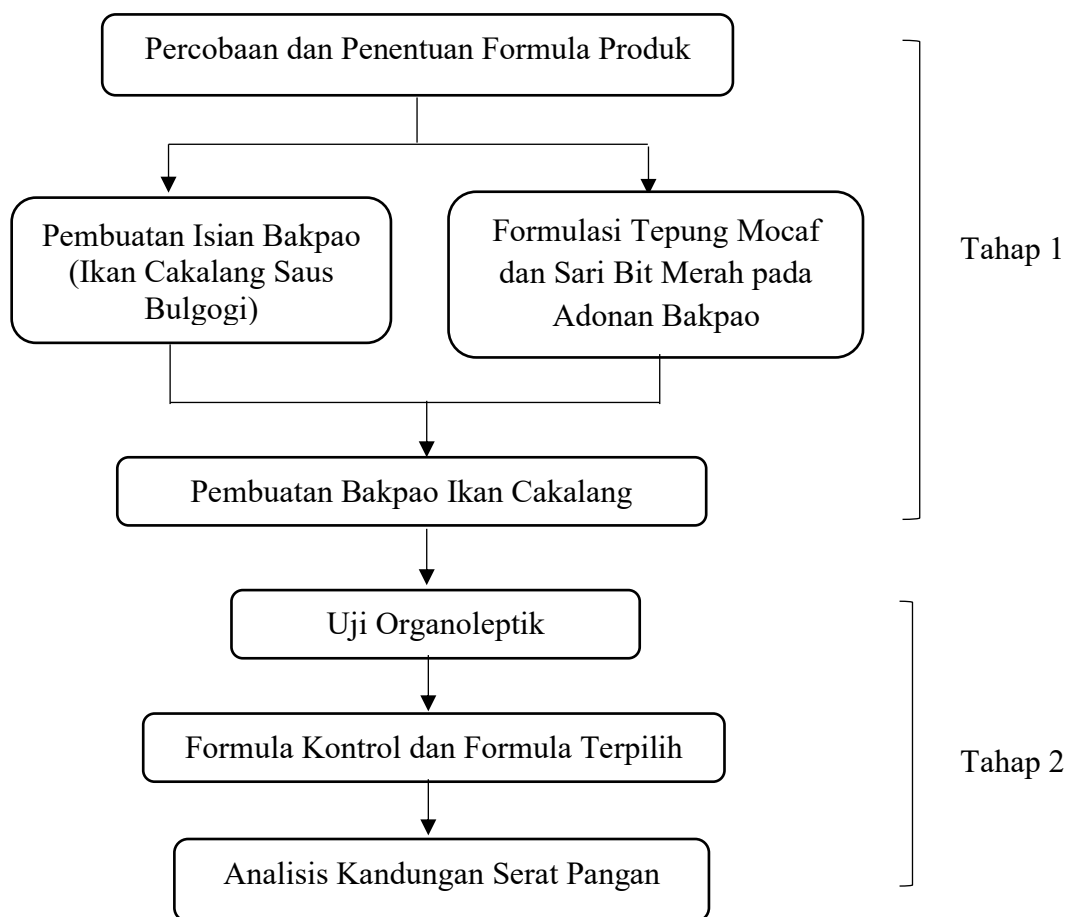 Percobaan dan Penentuan Formula Produk
Pembuatan Isian Bakpao
(Ikan Cakalang Saus
Bulgogi)
Formulasi Tepung Mocaf
dan Sari Bit Merah pada
Adonan Bakpao
Tahap 1
Pembuatan Bakpao Ikan Cakalang
Uji Organoleptik
Formula Kontrol dan Formula Terpilih
Tahap 2
Analisis Kandungan Serat Pangan